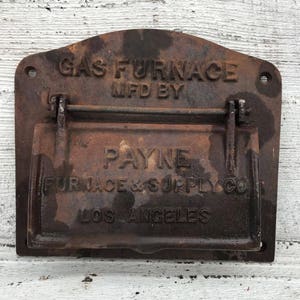 GAS FURNACE
MFD BY
PAYNE
FURNACE & SUPPLY CO
LOS ANGELES